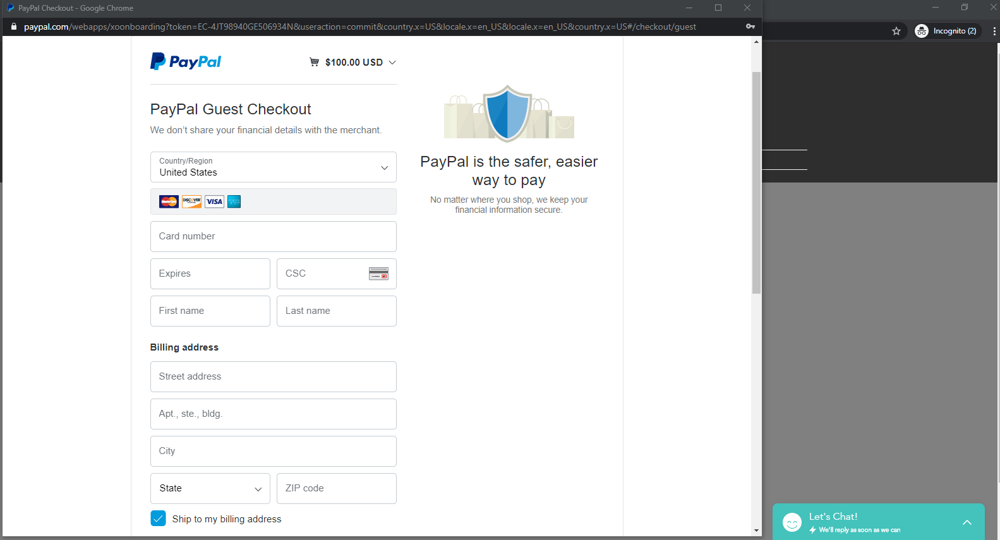 PayPal Checkout - Google Chrome
paypal.com/webapps/xoonboarding?token=EC-4JT98940GE506934N&useraction=commit&country.x=US&locale.x=en_US&locale.x=en_US&country.x=US#/checkout/guest
Incognito (2)
PayPal
$100.00 USD
PayPal Guest Checkout
We don’t share your financial details with the merchant.
Country/Region
United States
MasterCard DISCOVER VISA
Card number
Expires
CSC
First name
Last name
Billing address
Street address
Apt., ste., bldg.
City
State
ZIP code
Ship to my billing address
PayPal is the safer, easier
way to pay
No matter where you shop, we keep your
financial information secure.
Let's Chat!
We'll reply as soon as we can